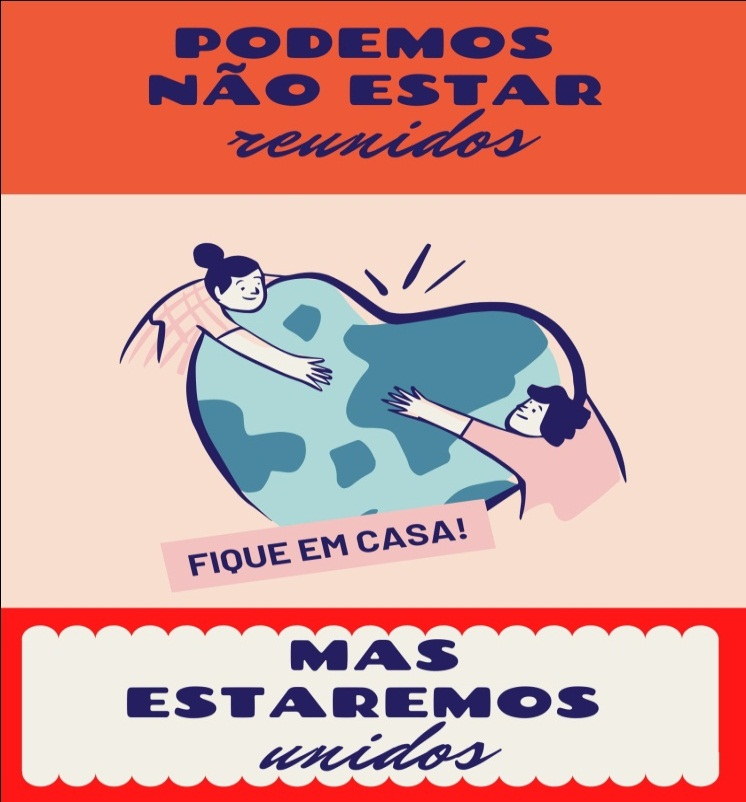 PODEMOS
NÃO ESTAR
reunidos
FIQUE EM CASA!
MAS
ESTAREMOS
unidos